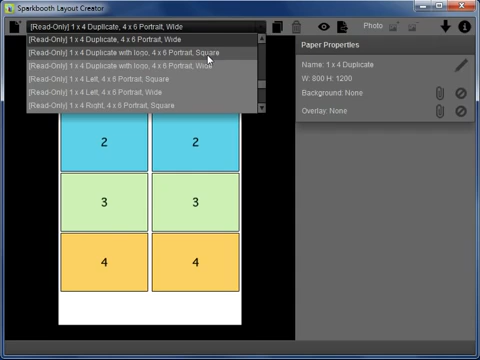 Sparkbooth Layout Creator
[Read-Only] 1 x 4 Duplicate, 4 x 6 Portrait, Wide
Photo
[Read-Only] 1 x 4 Duplicate, 4 x 6 Portrait, Wide
[Read-Only] 1 x 4 Duplicate with logo, 4 x 6 Portrait, Square
[Read-Only] 1 x 4 Duplicate with logo, 4 x 6 Portrait, Wide
[Read-Only] 1 x 4 Left, 4 x 6 Portrait, Square
[Read-Only] 1 x 4 Left, 4 x 6 Portrait, Wide
[Read-Only] 1 x 4 Right, 4 x 6 Portrait, Square
Paper Properties
Name: 1 x 4 Duplicate
W: 800 H: 1200
Background: None
Overlay: None
2 2
3 3
4 4